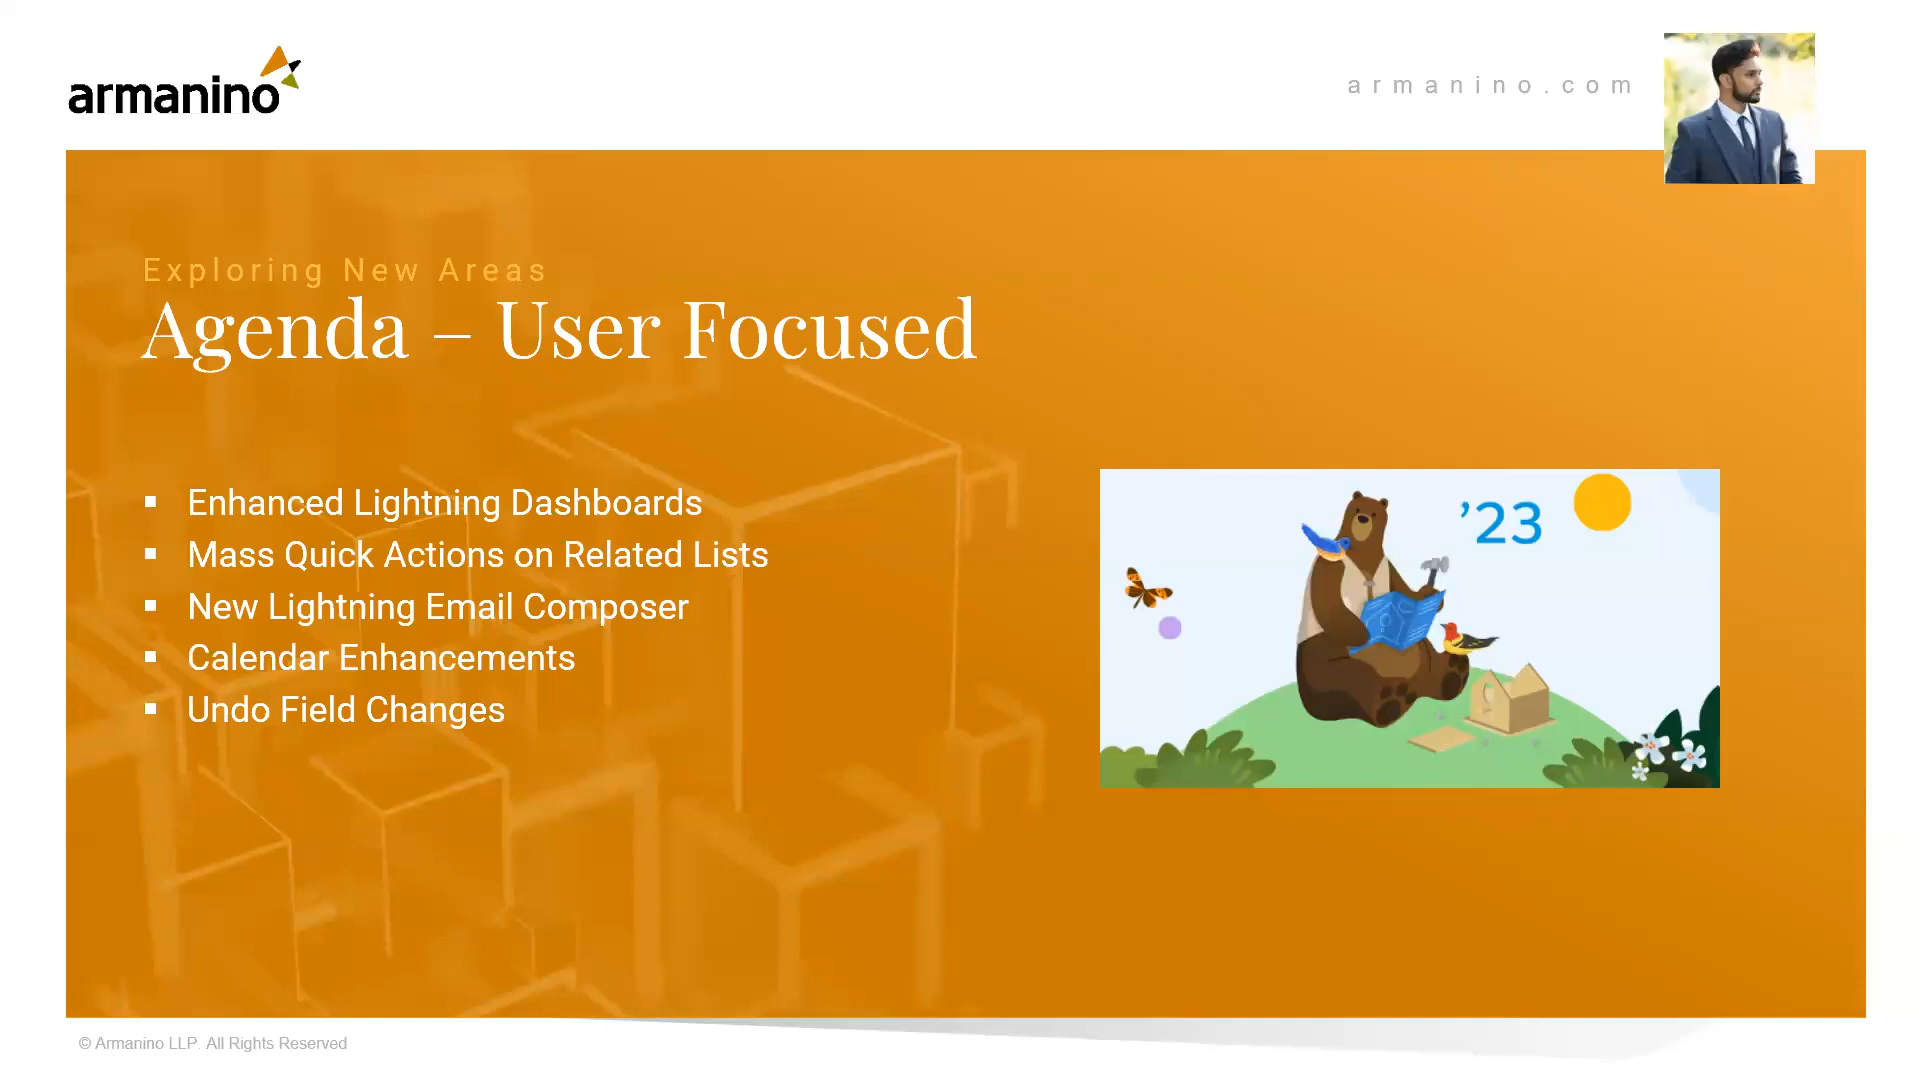 armanino
armanino.com
Exploring New Areas
Agenda – User Focused
▪ Enhanced Lightning Dashboards
▪ Mass Quick Actions on Related Lists
▪ New Lightning Email Composer
▪ Calendar Enhancements
▪ Undo Field Changes
’23
© Armanino LLP. All Rights Reserved